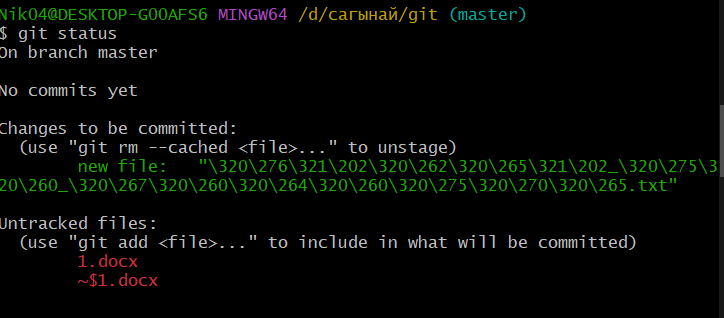 Nik04@DESKTOP-GOOAFS6 MINGW64 /d/сагынай/git (master)
$ git status
On branch master
No commits yet
Changes to be committed:
(use "git rm --cached <file>..." to unstage)
new file:   "\320\276\321\202\320\262\320\265\321\202_\320\275\3
20\260_\320\267\320\260\320\264\320\260\320\275\320\270\320\265.txt"
Untracked files:
(use "git add <file>..." to include in what will be committed)
1.docx
~$1.docx